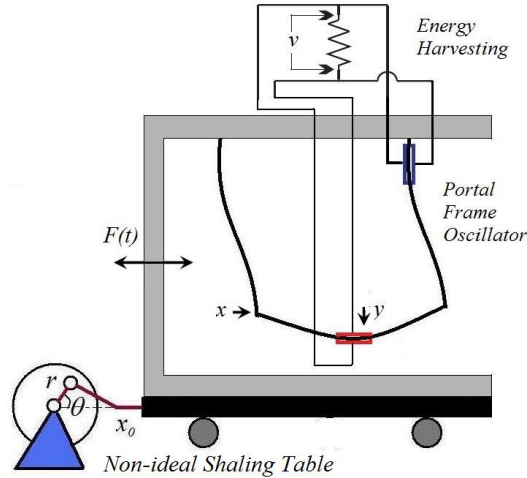 v
Energy
Harvesting
Portal
Frame
Oscillator
F(t)
x
y
r
θ
x₀
Non-ideal Shaling Table